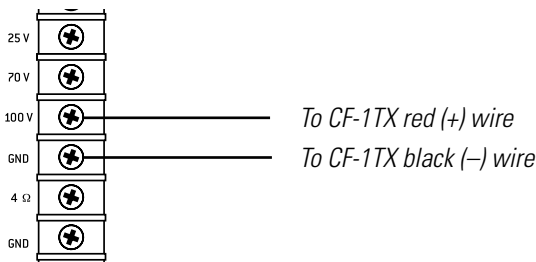 25 V
70 V
100 V
To CF-1TX red (+) wire
GND
To CF-1TX black (–) wire
4 Ω
GND